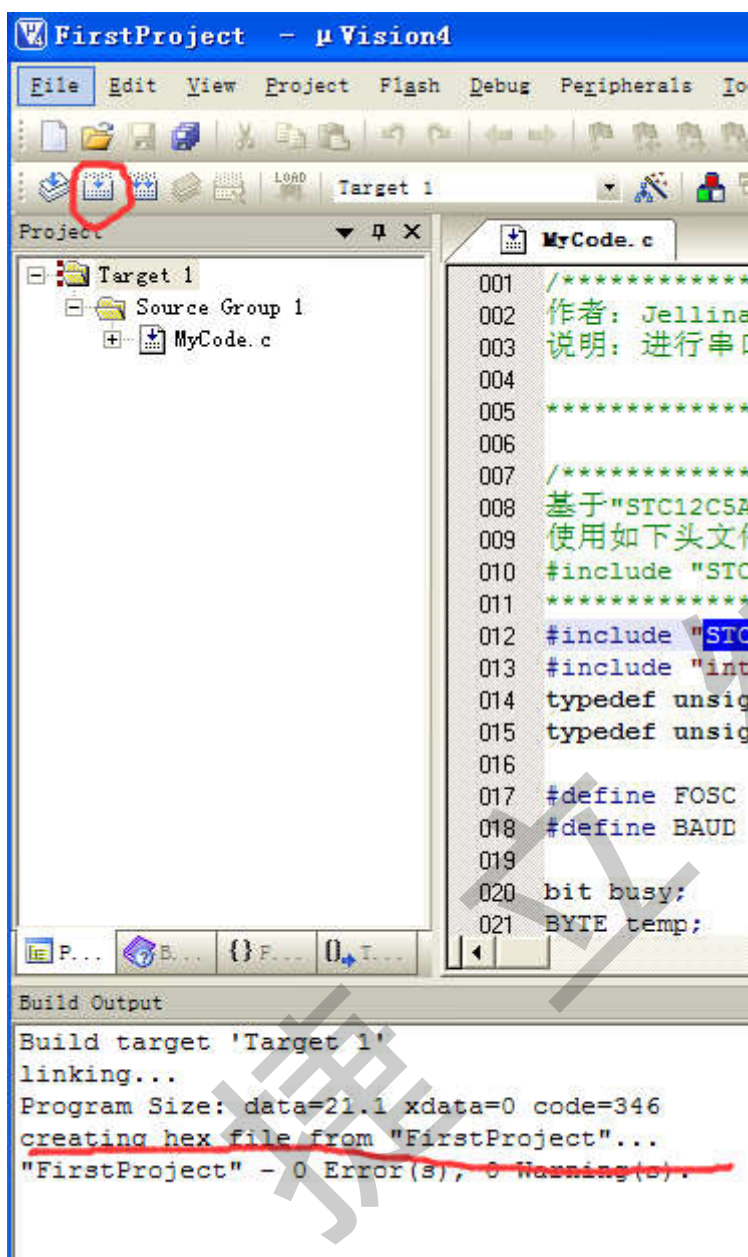 FirstProject - µVision4
File Edit View Project Flash Debug Peripherals To
LOAD Target 1
Project
MyCode.c
Target 1
Source Group 1
MyCode.c
001 /************
002 作者：Jellina
003 说明：进行串口
004
005 *************
006
007 /************
008 基于"STC12C5A
009 使用如下头文件
010 #include "STC
011 *************
012 #include "STC
013 #include "int
014 typedef unsig
015 typedef unsig
016
017 #define FOSC
018 #define BAUD
019
020 bit busy;
021 BYTE temp;
P... B... {} F... 0 T...
Build Output
Build target 'Target 1'
linking...
Program Size: data=21.1 xdata=0 code=346
creating hex file from "FirstProject"...
"FirstProject" - 0 Error(s), 0 Warning(s).
捷立